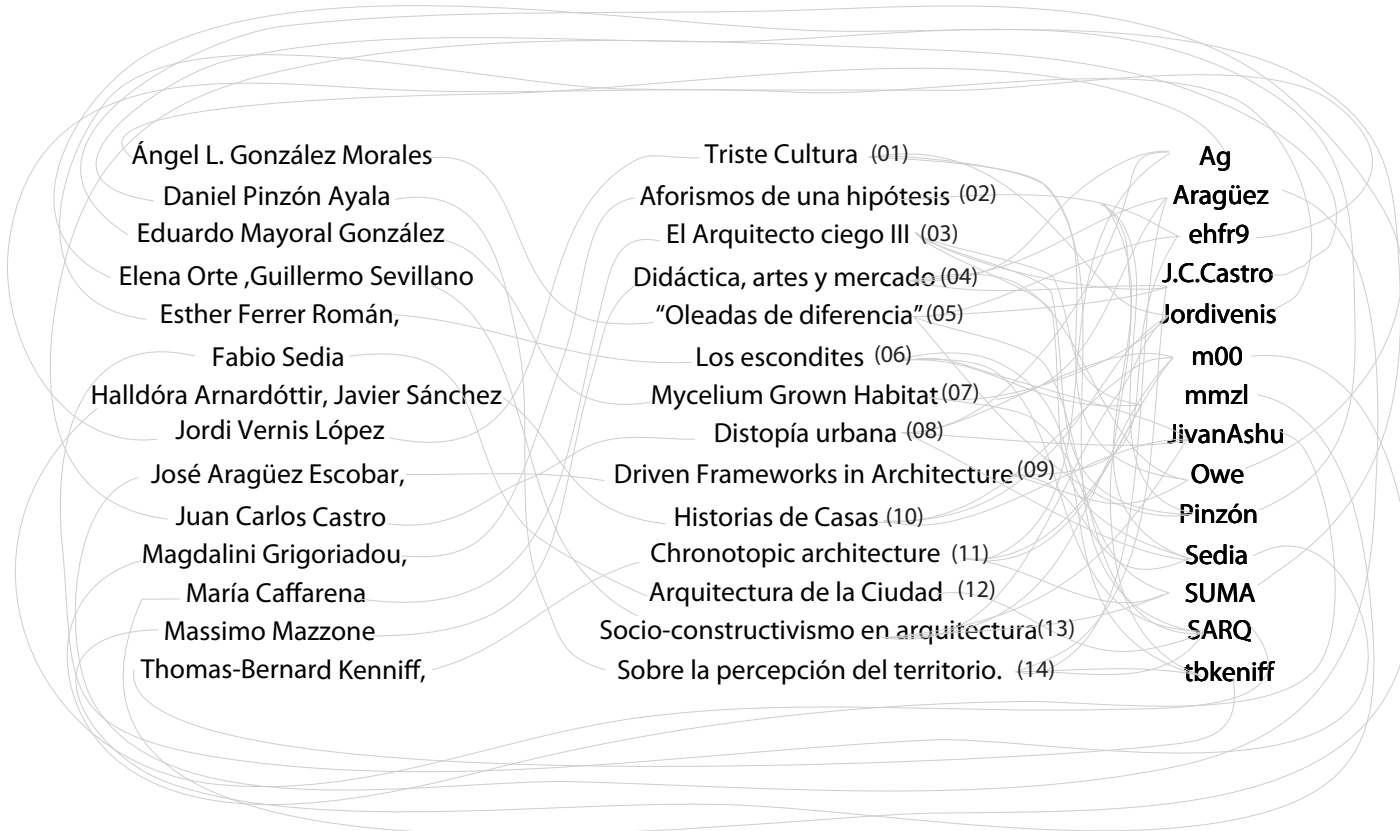 Ángel L. González Morales
Daniel Pinzón Ayala
Eduardo Mayoral González
Elena Orte ,Guillermo Sevillano
Esther Ferrer Román,
Fabio Sedia
Halldóra Arnardóttir, Javier Sánchez
Jordi Vernis López
José Aragüez Escobar,
Juan Carlos Castro
Magdalini Grigoriadou,
María Caffarena
Massimo Mazzone
Thomas-Bernard Kenniff,
Triste Cultura (01)
Aforismos de una hipótesis (02)
El Arquitecto ciego III (03)
Didáctica, artes y mercado (04)
“Oleadas de diferencia” (05)
Los escondites (06)
Mycelium Grown Habitat (07)
Distopía urbana (08)
Driven Frameworks in Architecture (09)
Historias de Casas (10)
Chronotopic architecture (11)
Arquitectura de la Ciudad (12)
Socio-constructivismo en arquitectura(13)
Sobre la percepción del territorio. (14)
Ag
Aragüez
ehfr9
J.C.Castro
Jordivenis
m00
mmzl
JivanAshu
Owe
Pinzón
Sedia
SUMA
SARQ
tbkeniff